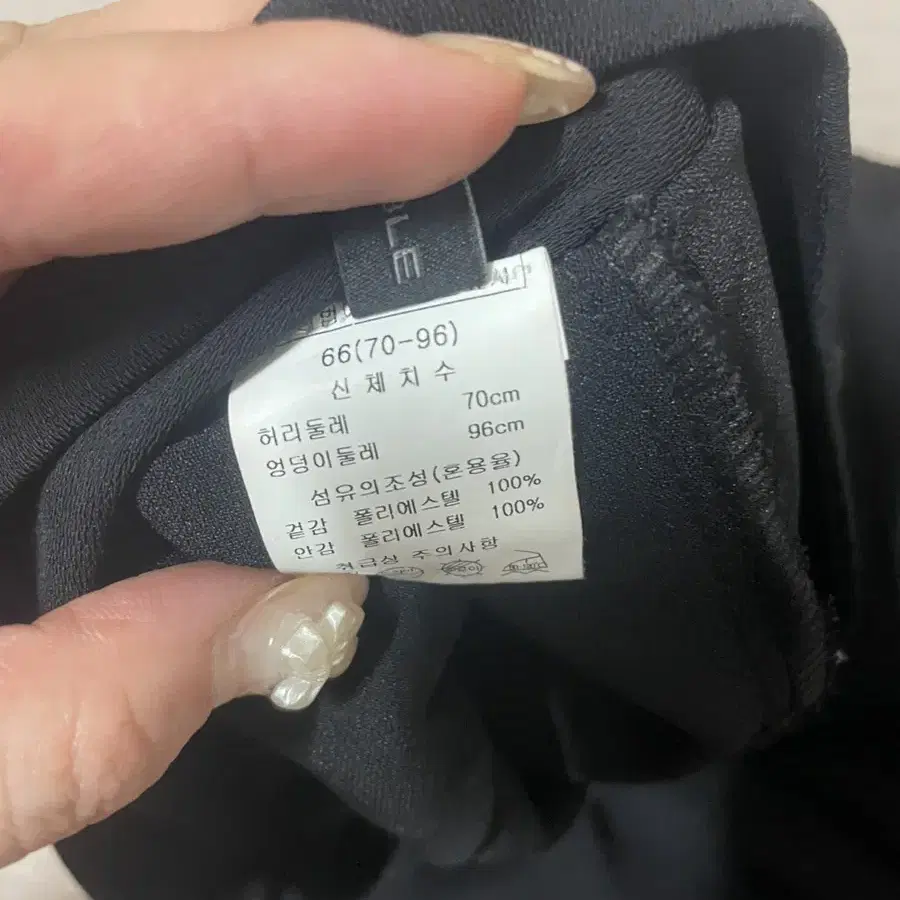 BLE
66(70-96)
신체치수
허리둘레 70cm
엉덩이둘레 96cm
섬유의조성(혼용율)
겉감 폴리에스텔 100%
안감 폴리에스텔 100%
취급상 주의사항